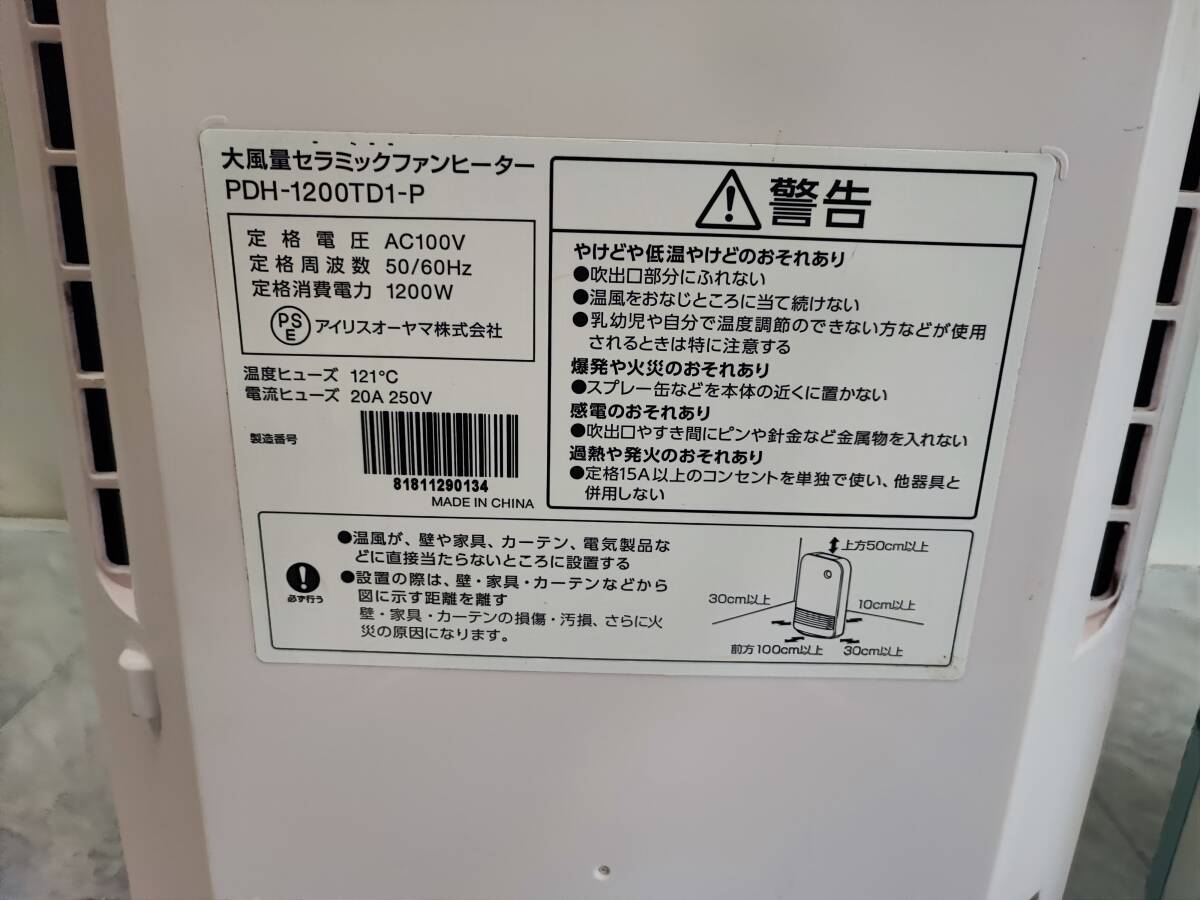 大風量セラミックファンヒーター
PDH-1200TD1-P
定格電圧 AC100V
定格周波数 50/60Hz
定格消費電力 1200W
PSE アイリスオーヤマ株式会社
温度ヒューズ 121℃
電流ヒューズ 20A 250V
製造番号
81811290134
MADE IN CHINA
警告
やけどや低温やけどのおそれあり
●吹出口部分にふれない
●温風をおなじところに当て続けない
●乳幼児や自分で温度調節のできない方などが使用
されるときは特に注意する
爆発や火災のおそれあり
●スプレー缶などを本体の近くに置かない
感電のおそれあり
●吹出口やすき間にピンや針金など金属物を入れない
過熱や発火のおそれあり
●定格15A以上のコンセントを単独で使い、他器具と
併用しない
必ず行う
●温風が、壁や家具、カーテン、電気製品な
どに直接当たらないところに設置する
●設置の際は、壁・家具・カーテンなどから
図に示す距離を離す
壁・家具・カーテンの損傷・汚損、さらに火
災の原因になります。
上方50cm以上
30cm以上
10cm以上
前方100cm以上
30cm以上